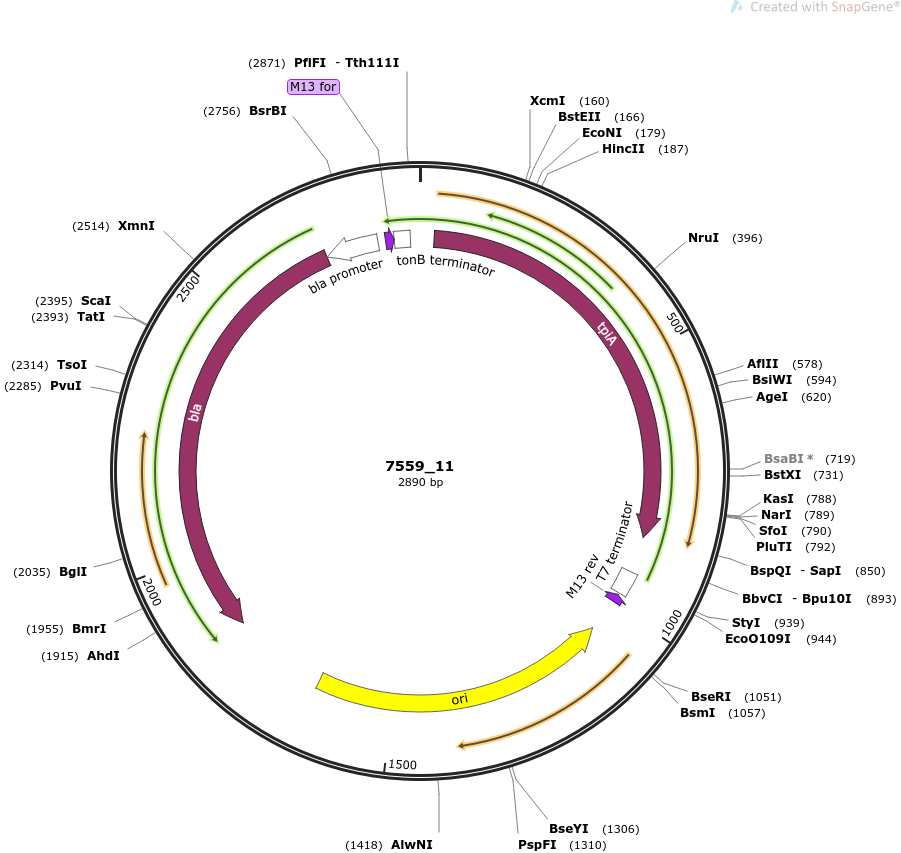 Created with SnapGene®
(2871) PflFI - Tth111I
M13 for
(2756) BsrBI
XcmI (160)
BstEII (166)
EcoNI (179)
HincII (187)
(2514) XmnI
NruI (396)
2500
bla promoter
tonB terminator
(2395) ScaI
(2393) TatI
500
tpiA
(2314) TsoI
(2285) PvuI
AflII (578)
BsiWI (594)
AgeI (620)
bla
7559_11
2890 bp
BsaBI * (719)
BstXI (731)
KasI (788)
NarI (789)
SfoI (790)
PluTI (792)
T7 terminator
M13 rev
(2035) BglI
BspQI - SapI (850)
2000
BbvCI - Bpu10I (893)
(1955) BmrI
1000
StyI (939)
EcoO109I (944)
(1915) AhdI
ori
BseRI (1051)
BsmI (1057)
1500
BseYI (1306)
(1418) AlwNI
PspFI (1310)